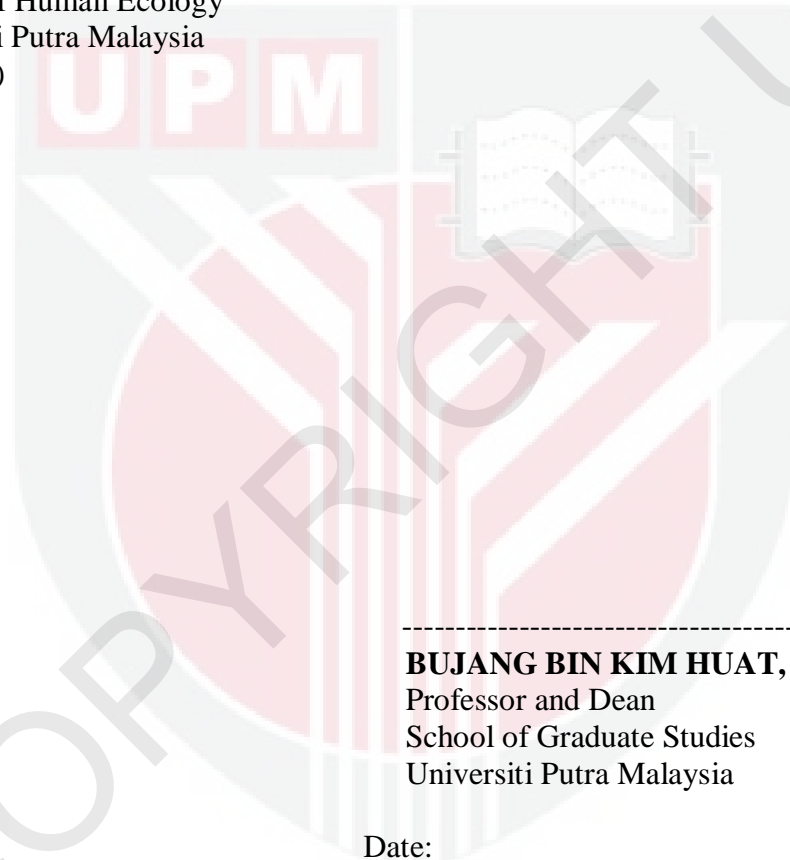 f Human Ecology
i Putra Malaysia
)
UPM
OPYRIGHT U
---------------------------------------
BUJANG BIN KIM HUAT,
Professor and Dean
School of Graduate Studies
Universiti Putra Malaysia
Date: